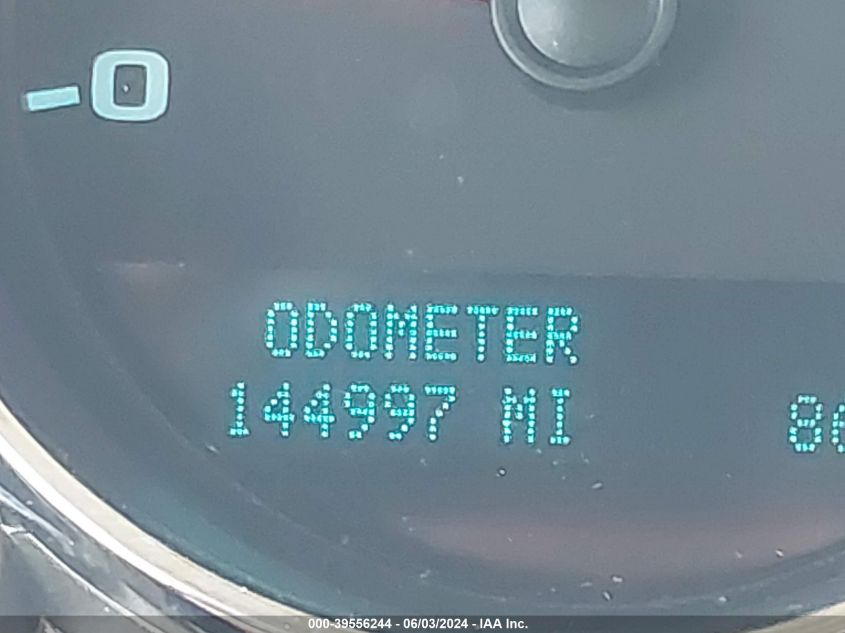 0
ODOMETER
144997 MI
000-39556244 - 06/03/2024 - IAA Inc.